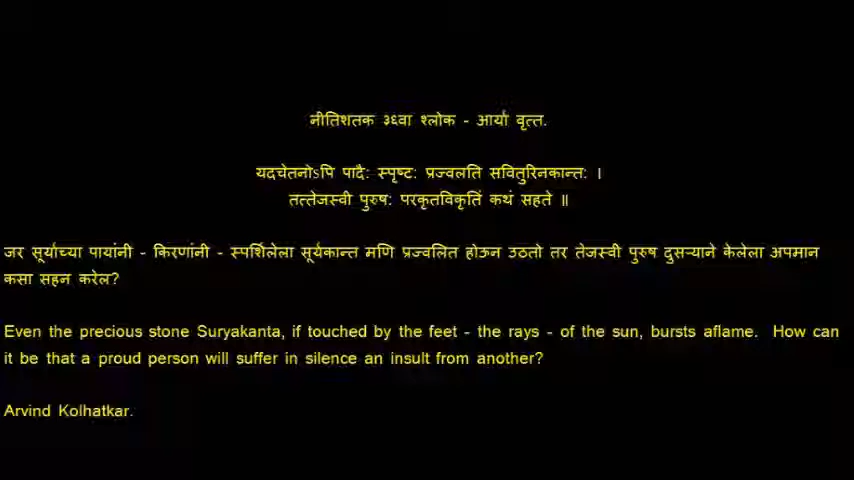 नीतिशतक ३६वा श्लोक - आर्या वृत्त.
यदचेतनोऽपि पादै: स्पृष्ट: प्रज्वलति सवितुरिनकान्त: ।
तत्तेजस्वी पुरुष: परकृतविकृतिं कथं सहते ॥
जर सूर्याच्या पायांनी - किरणांनी - स्पर्शिलेला सूर्यकान्त मणि प्रज्वलित होऊन उठतो तर तेजस्वी पुरुष दुसऱ्याने केलेला अपमान
कसा सहन करेल?
Even the precious stone Suryakanta, if touched by the feet - the rays - of the sun, bursts aflame. How can
it be that a proud person will suffer in silence an insult from another?
Arvind Kolhatkar.